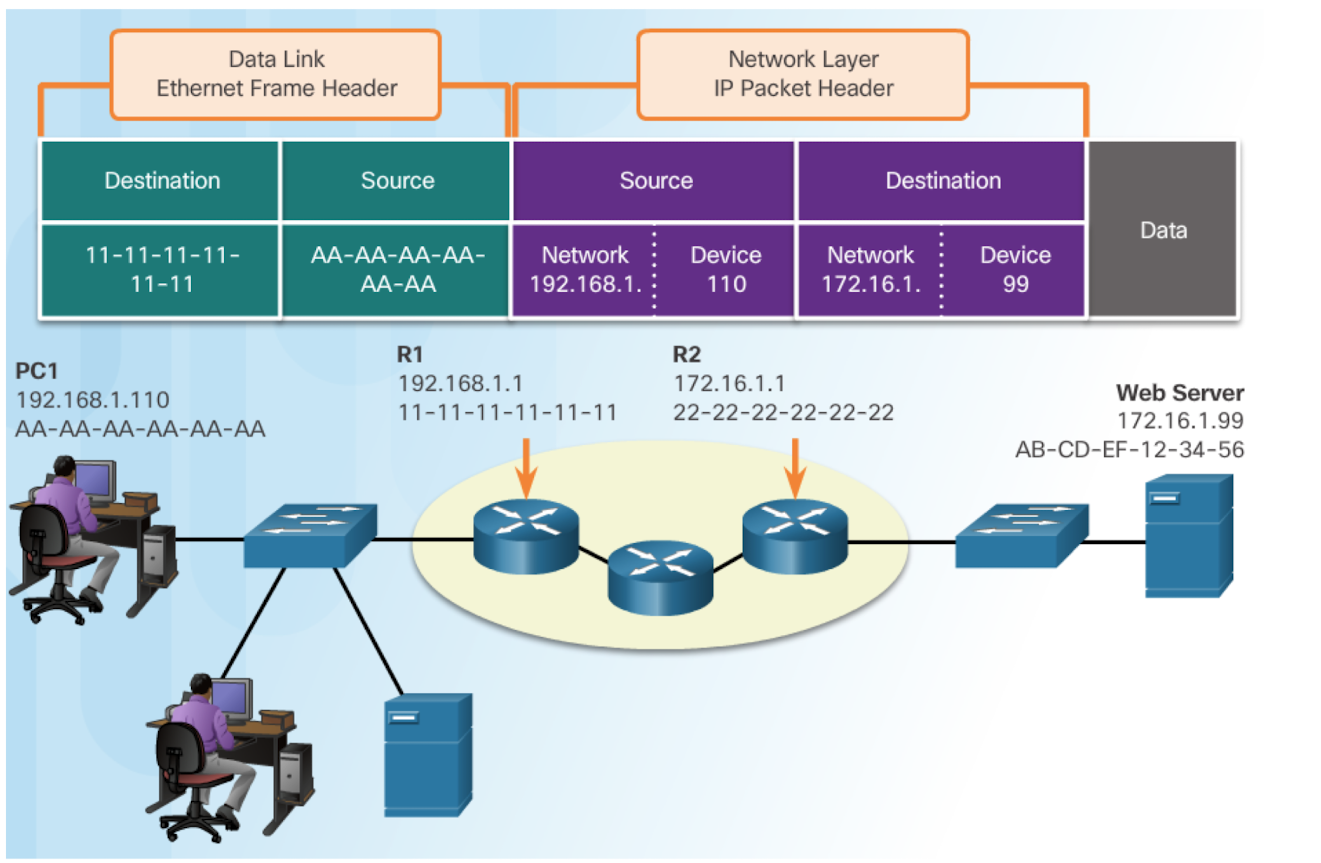 Data Link
Ethernet Frame Header
Network Layer
IP Packet Header
Destination
Source
Source
Destination
Data
11-11-11-11-
11-11
AA-AA-AA-AA-
AA-AA
Network
192.168.1.
Device
110
Network
172.16.1.
Device
99
PC1
192.168.1.110
AA-AA-AA-AA-AA-AA
R1
192.168.1.1
11-11-11-11-11-11
R2
172.16.1.1
22-22-22-22-22-22
Web Server
172.16.1.99
AB-CD-EF-12-34-56